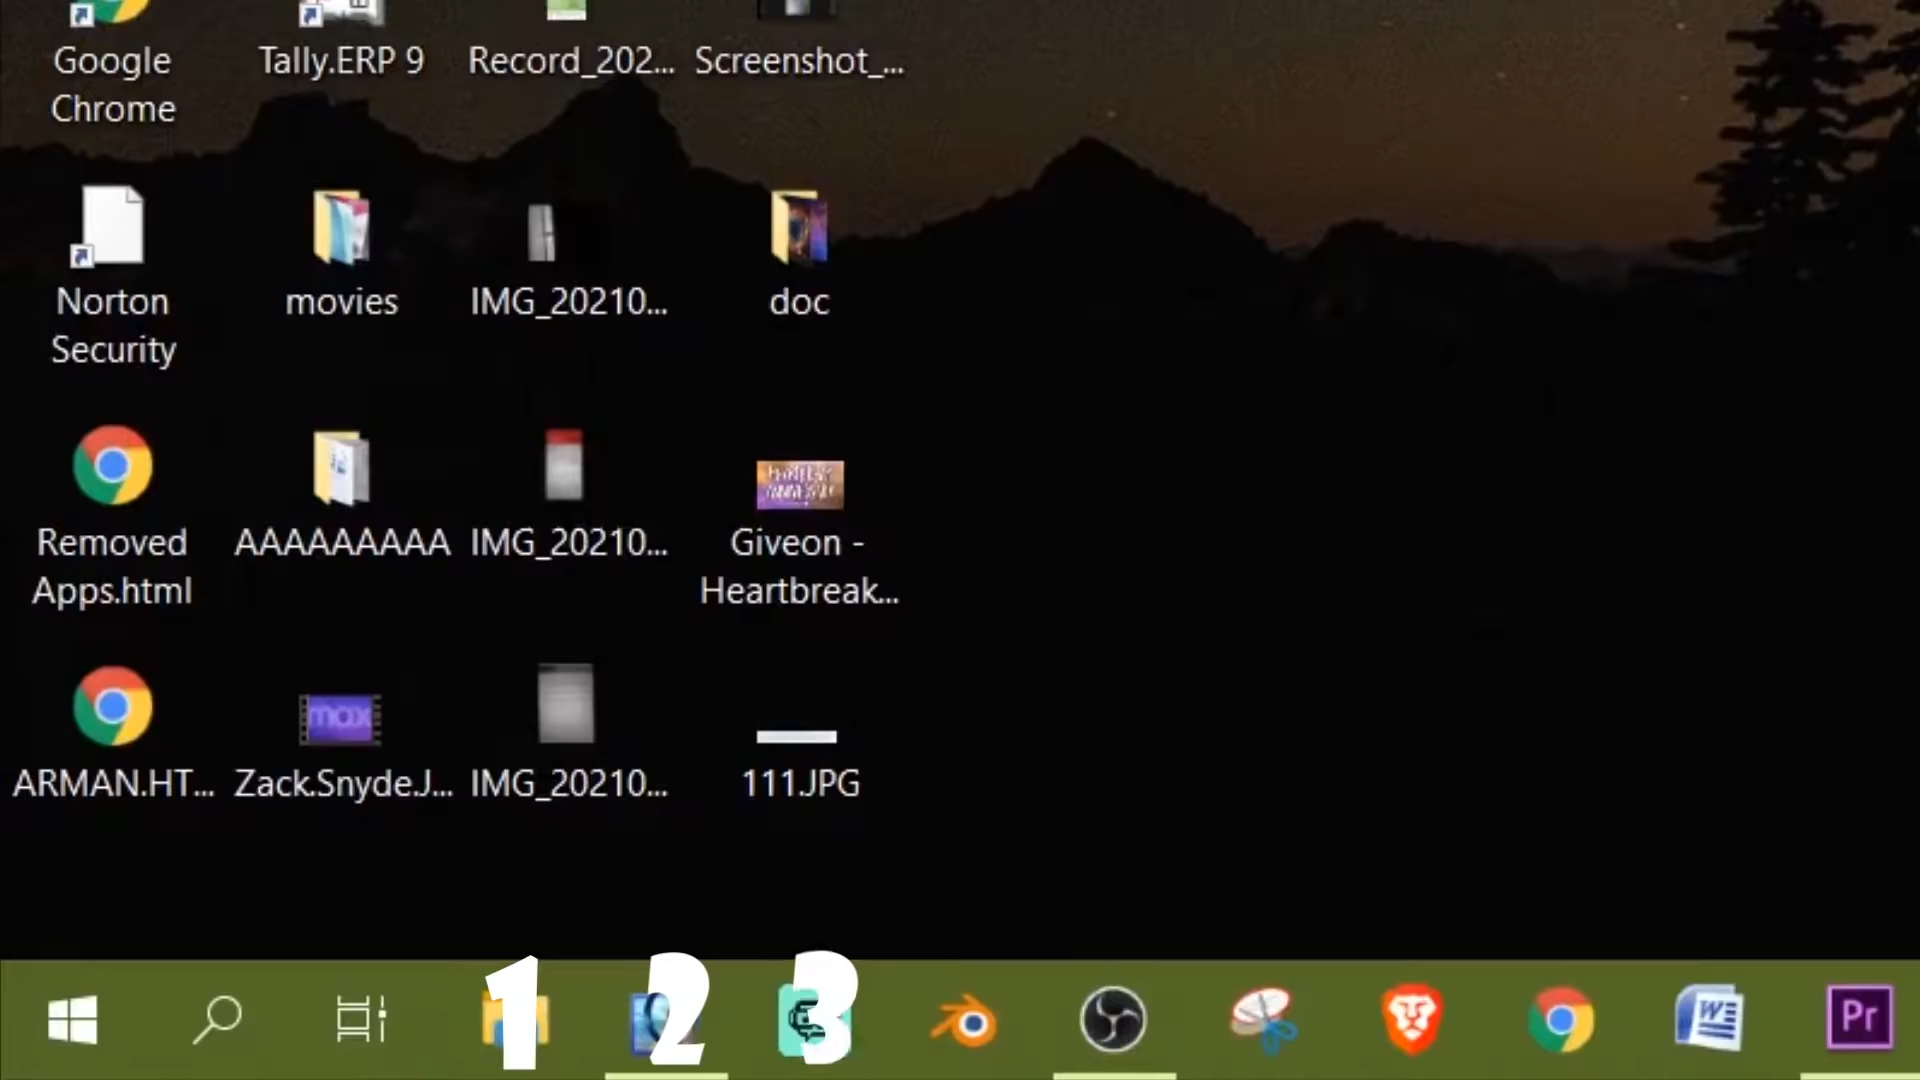 Google
Chrome
Tally.ERP 9
Record_202...
Screenshot_...
Norton
Security
movies
IMG_20210...
doc
Removed
Apps.html
AAAAAAAAA
IMG_20210...
Giveon -
Heartbreak...
max
ARMAN.HT...
Zack.Snyde.J...
IMG_20210...
111.JPG
1
2
3
W
Pr